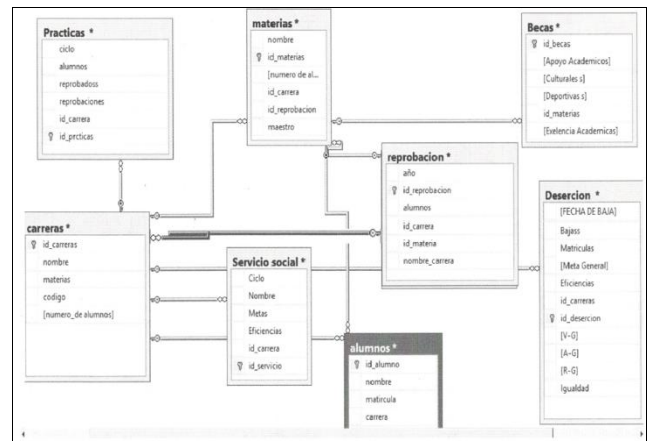 Practicas *
ciclo
alumnos
reprobadoss
reprobaciones
id_carrera
id_prcticas
materias *
nombre
id_materias
[numero de al...
id_carrera
id_reprobacion
maestro
Becas *
id_becas
[Apoyo Academicos]
[Culturales s]
[Deportivas s]
id_materias
[Exelencia Academicas]
reprobacion *
año
id_reprobacion
alumnos
id_carrera
id_materia
nombre_carrera
Desercion *
[FECHA DE BAJA]
Bajass
Matriculas
[Meta General]
Eficiencias
id_carreras
id_desercion
[V-G]
[A-G]
[R-G]
Igualdad
carreras *
id_carreras
nombre
materias
codigo
[numero_de_alumnos]
Servicio social *
Ciclo
Nombre
Metas
Eficiencias
id_carrera
id_servicio
alumnos *
id_alumno
nombre
matircula
carrera